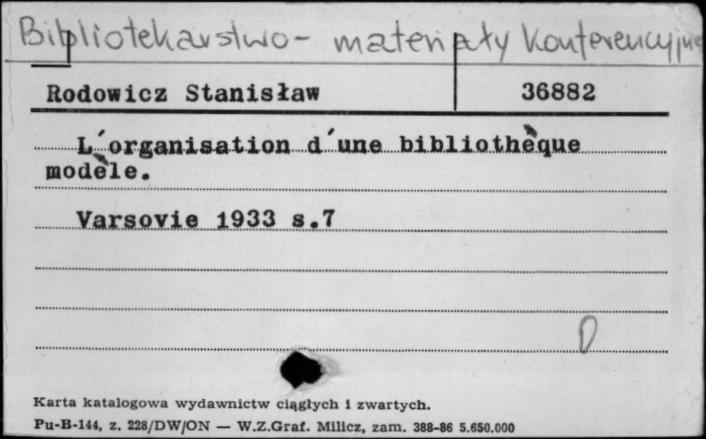 Bibliotekarstwo - materiały konferencyjne
Rodowicz Stanisław 36882
L´organisation d´une bibliothèque
modèle.
Varsovie 1933 s.7
D
Karta katalogowa wydawnictw ciągłych i zwartych.
Pu-B-144, z. 228/DW/ON — W.Z.Graf. Milicz, zam. 388-86 5.650.000